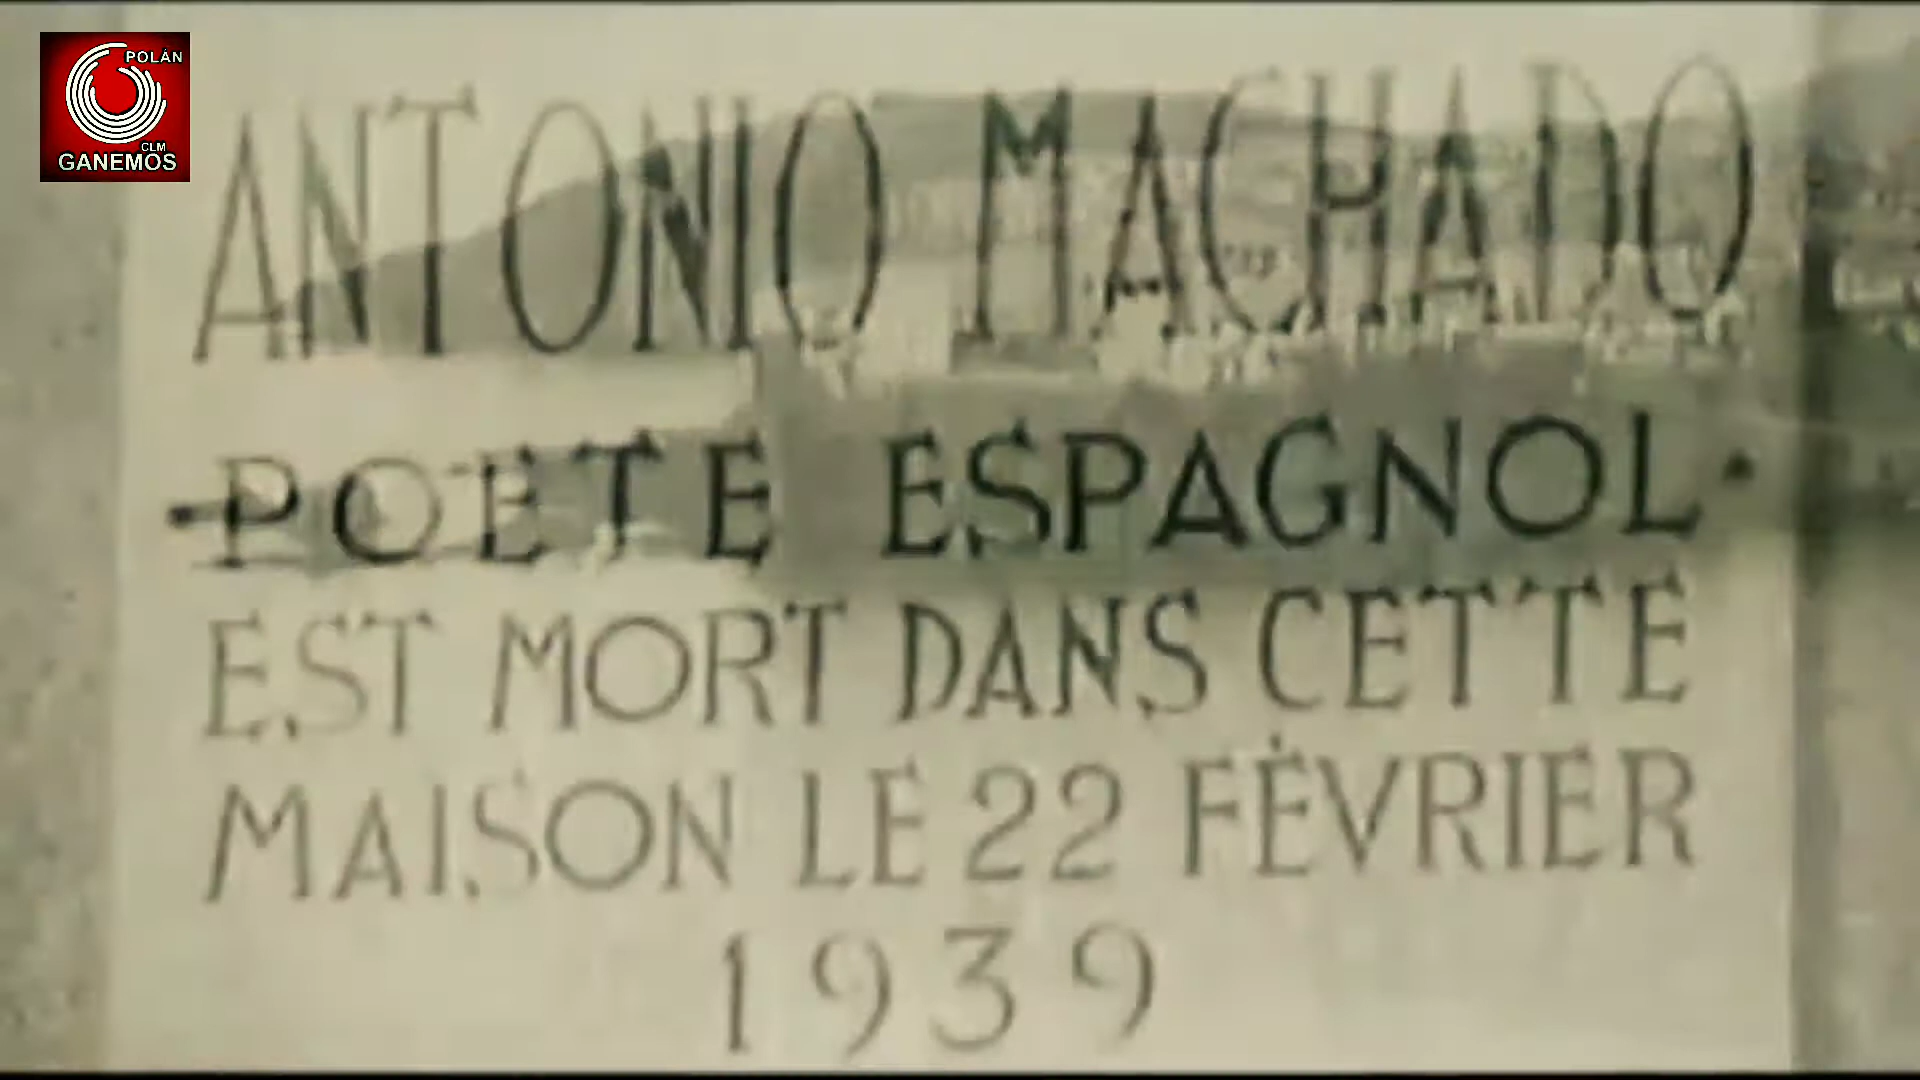 POLÁN
CLM
GANEMOS
ANTONIO MACHADO
·POETE ESPAGNOL·
EST MORT DANS CETTE
MAISON LE 22 FÉVRIER
1939